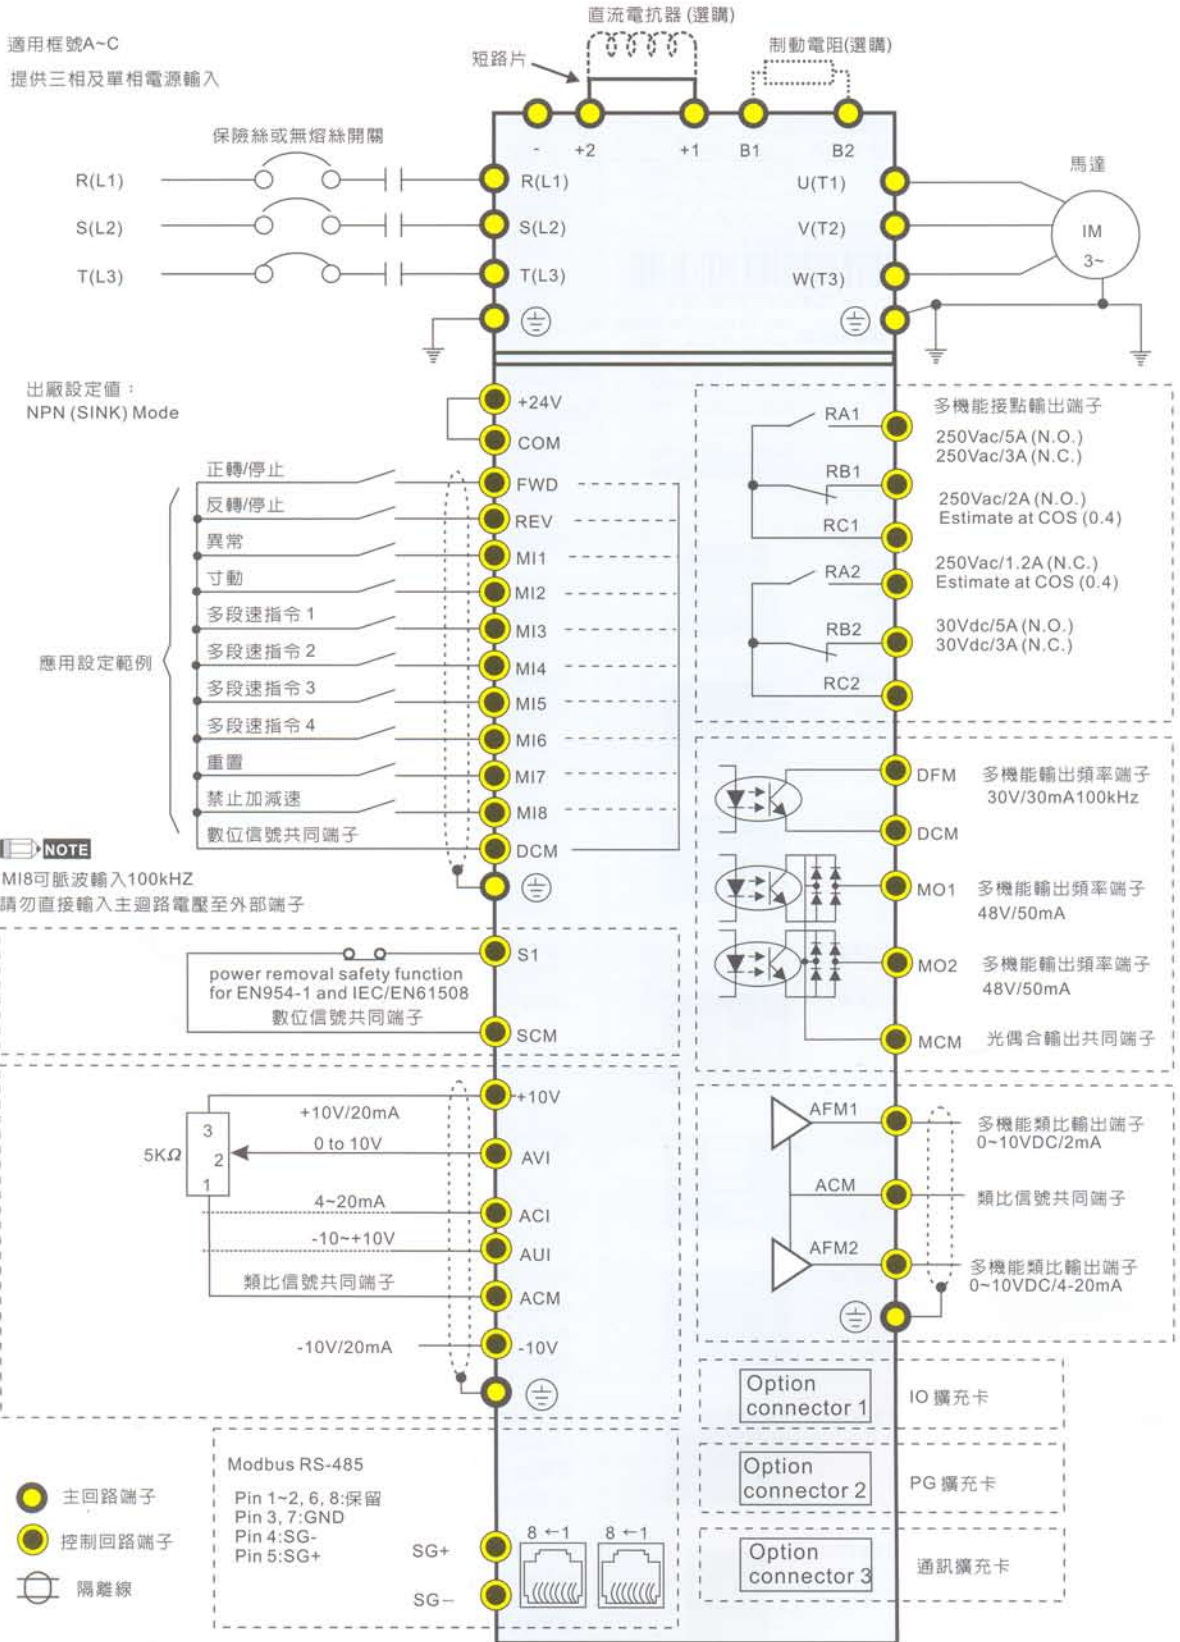 適用框號A~C
提供三相及單相電源輸入
直流電抗器 (選購)
短路片
制動電阻(選購)
- +2 +1 B1 B2
保險絲或無熔絲開關
R(L1)
S(L2)
T(L3)
R(L1)
S(L2)
T(L3)
U(T1)
V(T2)
W(T3)
馬達
IM
3~
出廠設定值：
NPN (SINK) Mode
+24V
COM
正轉/停止
FWD
反轉/停止
REV
異常
MI1
寸動
MI2
多段速指令 1
MI3
應用設定範例
多段速指令 2
MI4
多段速指令 3
MI5
多段速指令 4
MI6
重置
MI7
禁止加減速
MI8
數位信號共同端子
DCM
NOTE
MI8可脈波輸入100kHZ
請勿直接輸入主迴路電壓至外部端子
S1
power removal safety function
for EN954-1 and IEC/EN61508
數位信號共同端子
SCM
+10V
+10V/20mA
5KΩ
3
2
1
0 to 10V
AVI
4~20mA
ACI
-10~+10V
AUI
類比信號共同端子
ACM
-10V/20mA
-10V
Modbus RS-485
Pin 1~2, 6, 8:保留
Pin 3, 7:GND
Pin 4:SG-
Pin 5:SG+
SG+
SG-
8 ←1
8 ←1
主回路端子
控制回路端子
隔離線
RA1
RB1
RC1
RA2
RB2
RC2
多機能接點輸出端子
250Vac/5A (N.O.)
250Vac/3A (N.C.)
250Vac/2A (N.O.)
Estimate at COS (0.4)
250Vac/1.2A (N.C.)
Estimate at COS (0.4)
30Vdc/5A (N.O.)
30Vdc/3A (N.C.)
DFM
多機能輸出頻率端子
30V/30mA100kHz
DCM
MO1
多機能輸出頻率端子
48V/50mA
MO2
多機能輸出頻率端子
48V/50mA
MCM
光偶合輸出共同端子
AFM1
多機能類比輸出端子
0~10VDC/2mA
ACM
類比信號共同端子
AFM2
多機能類比輸出端子
0~10VDC/4-20mA
Option
connector 1
IO 擴充卡
Option
connector 2
PG 擴充卡
Option
connector 3
通訊擴充卡